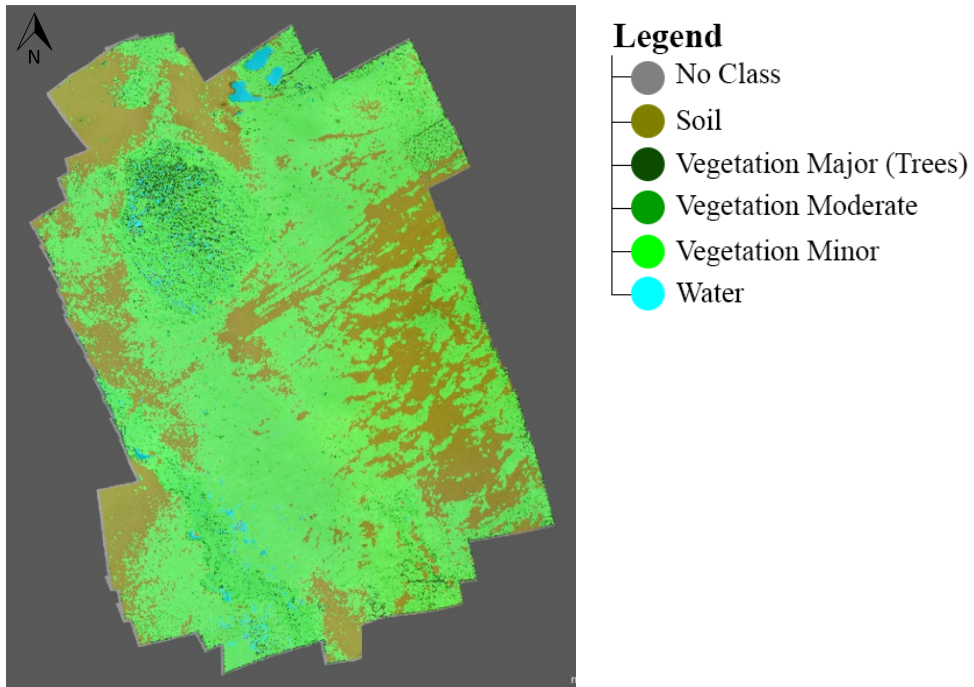 N
Legend
No Class
Soil
Vegetation Major (Trees)
Vegetation Moderate
Vegetation Minor
Water